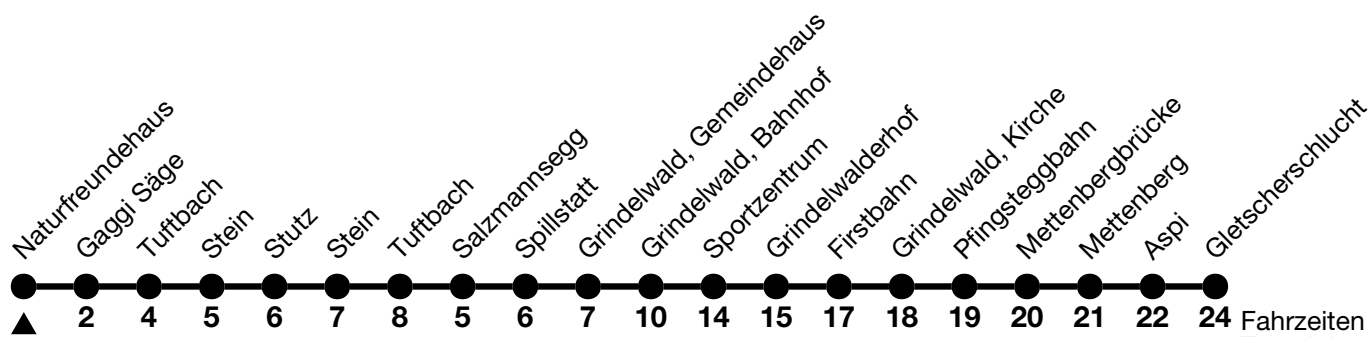 Naturfreundehaus
Gaggi Säge
Tuftbach
Stein
Stutz
Stein
Tuftbach
Salzmannsegg
Spillstatt
Grindelwald, Gemeindehaus
Grindelwald, Bahnhof
Sportzentrum
Grindelwalderhof
Firstbahn
Grindelwald, Kirche
Pfingsteggbahn
Mettenbergbrücke
Mettenberg
Aspi
Gletscherschlucht
2 4 5 6 7 8 5 6 7 10 14 15 17 18 19 20 21 22 24 Fahrzeiten